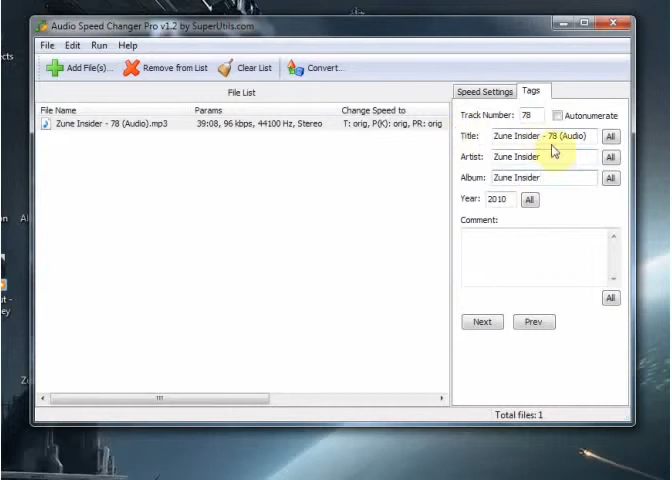 Audio Speed Changer Pro v1.2 by SuperUtils.com
File Edit Run Help
Add File(s)... Remove from List Clear List Convert...
File List
Speed Settings Tags
File Name Params Change Speed to
Zune Insider - 78 (Audio).mp3 39:08, 96 kbps, 44100 Hz, Stereo T: orig, P(K): orig, PR: orig
Track Number: 78 Autonumerate
Title: Zune Insider - 78 (Audio) All
Artist: Zune Insider All
Album: Zune Insider All
Year: 2010 All
Comment:
All
Next Prev
Total files: 1